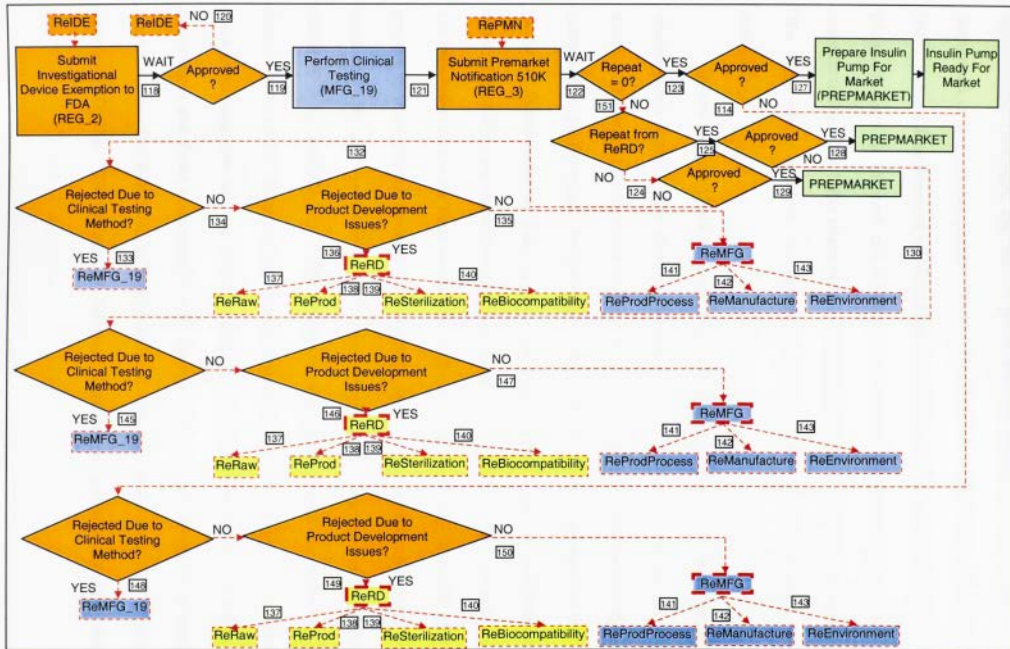 ReIDE
ReIDE
NO
120
RePMN
Submit
Investigational
Device Exemption to
FDA
(REG_2)
WAIT
118
Approved
?
YES
119
Perform Clinical
Testing
(MFG_19)
121
Submit Premarket
Notification 510K
(REG_3)
WAIT
122
Repeat
= 0?
YES
123
Approved
?
YES
127
Prepare Insulin
Pump For
Market
(PREPMARKET)
Insulin Pump
Ready For
Market
151
NO
114
NO
Repeat from
ReRD?
YES
125
Approved
?
YES
128
PREPMARKET
NO
NO
124
Approved
?
YES
129
PREPMARKET
132
130
Rejected Due to
Clinical Testing
Method?
NO
134
Rejected Due to
Product Development
Issues?
NO
135
YES
133
ReMFG_19
136
YES
ReRD
137
138
139
140
ReRaw
ReProd
ReSterilization
ReBiocompatibility
ReMFG
141
142
143
ReProdProcess
ReManufacture
ReEnvironment
Rejected Due to
Clinical Testing
Method?
NO
Rejected Due to
Product Development
Issues?
NO
147
YES
145
ReMFG_19
146
YES
ReRD
137
138
139
140
ReRaw
ReProd
ReSterilization
ReBiocompatibility
ReMFG
141
142
143
ReProdProcess
ReManufacture
ReEnvironment
Rejected Due to
Clinical Testing
Method?
NO
Rejected Due to
Product Development
Issues?
NO
150
YES
148
ReMFG_19
149
YES
ReRD
137
138
139
140
ReRaw
ReProd
ReSterilization
ReBiocompatibility
ReMFG
141
142
143
ReProdProcess
ReManufacture
ReEnvironment